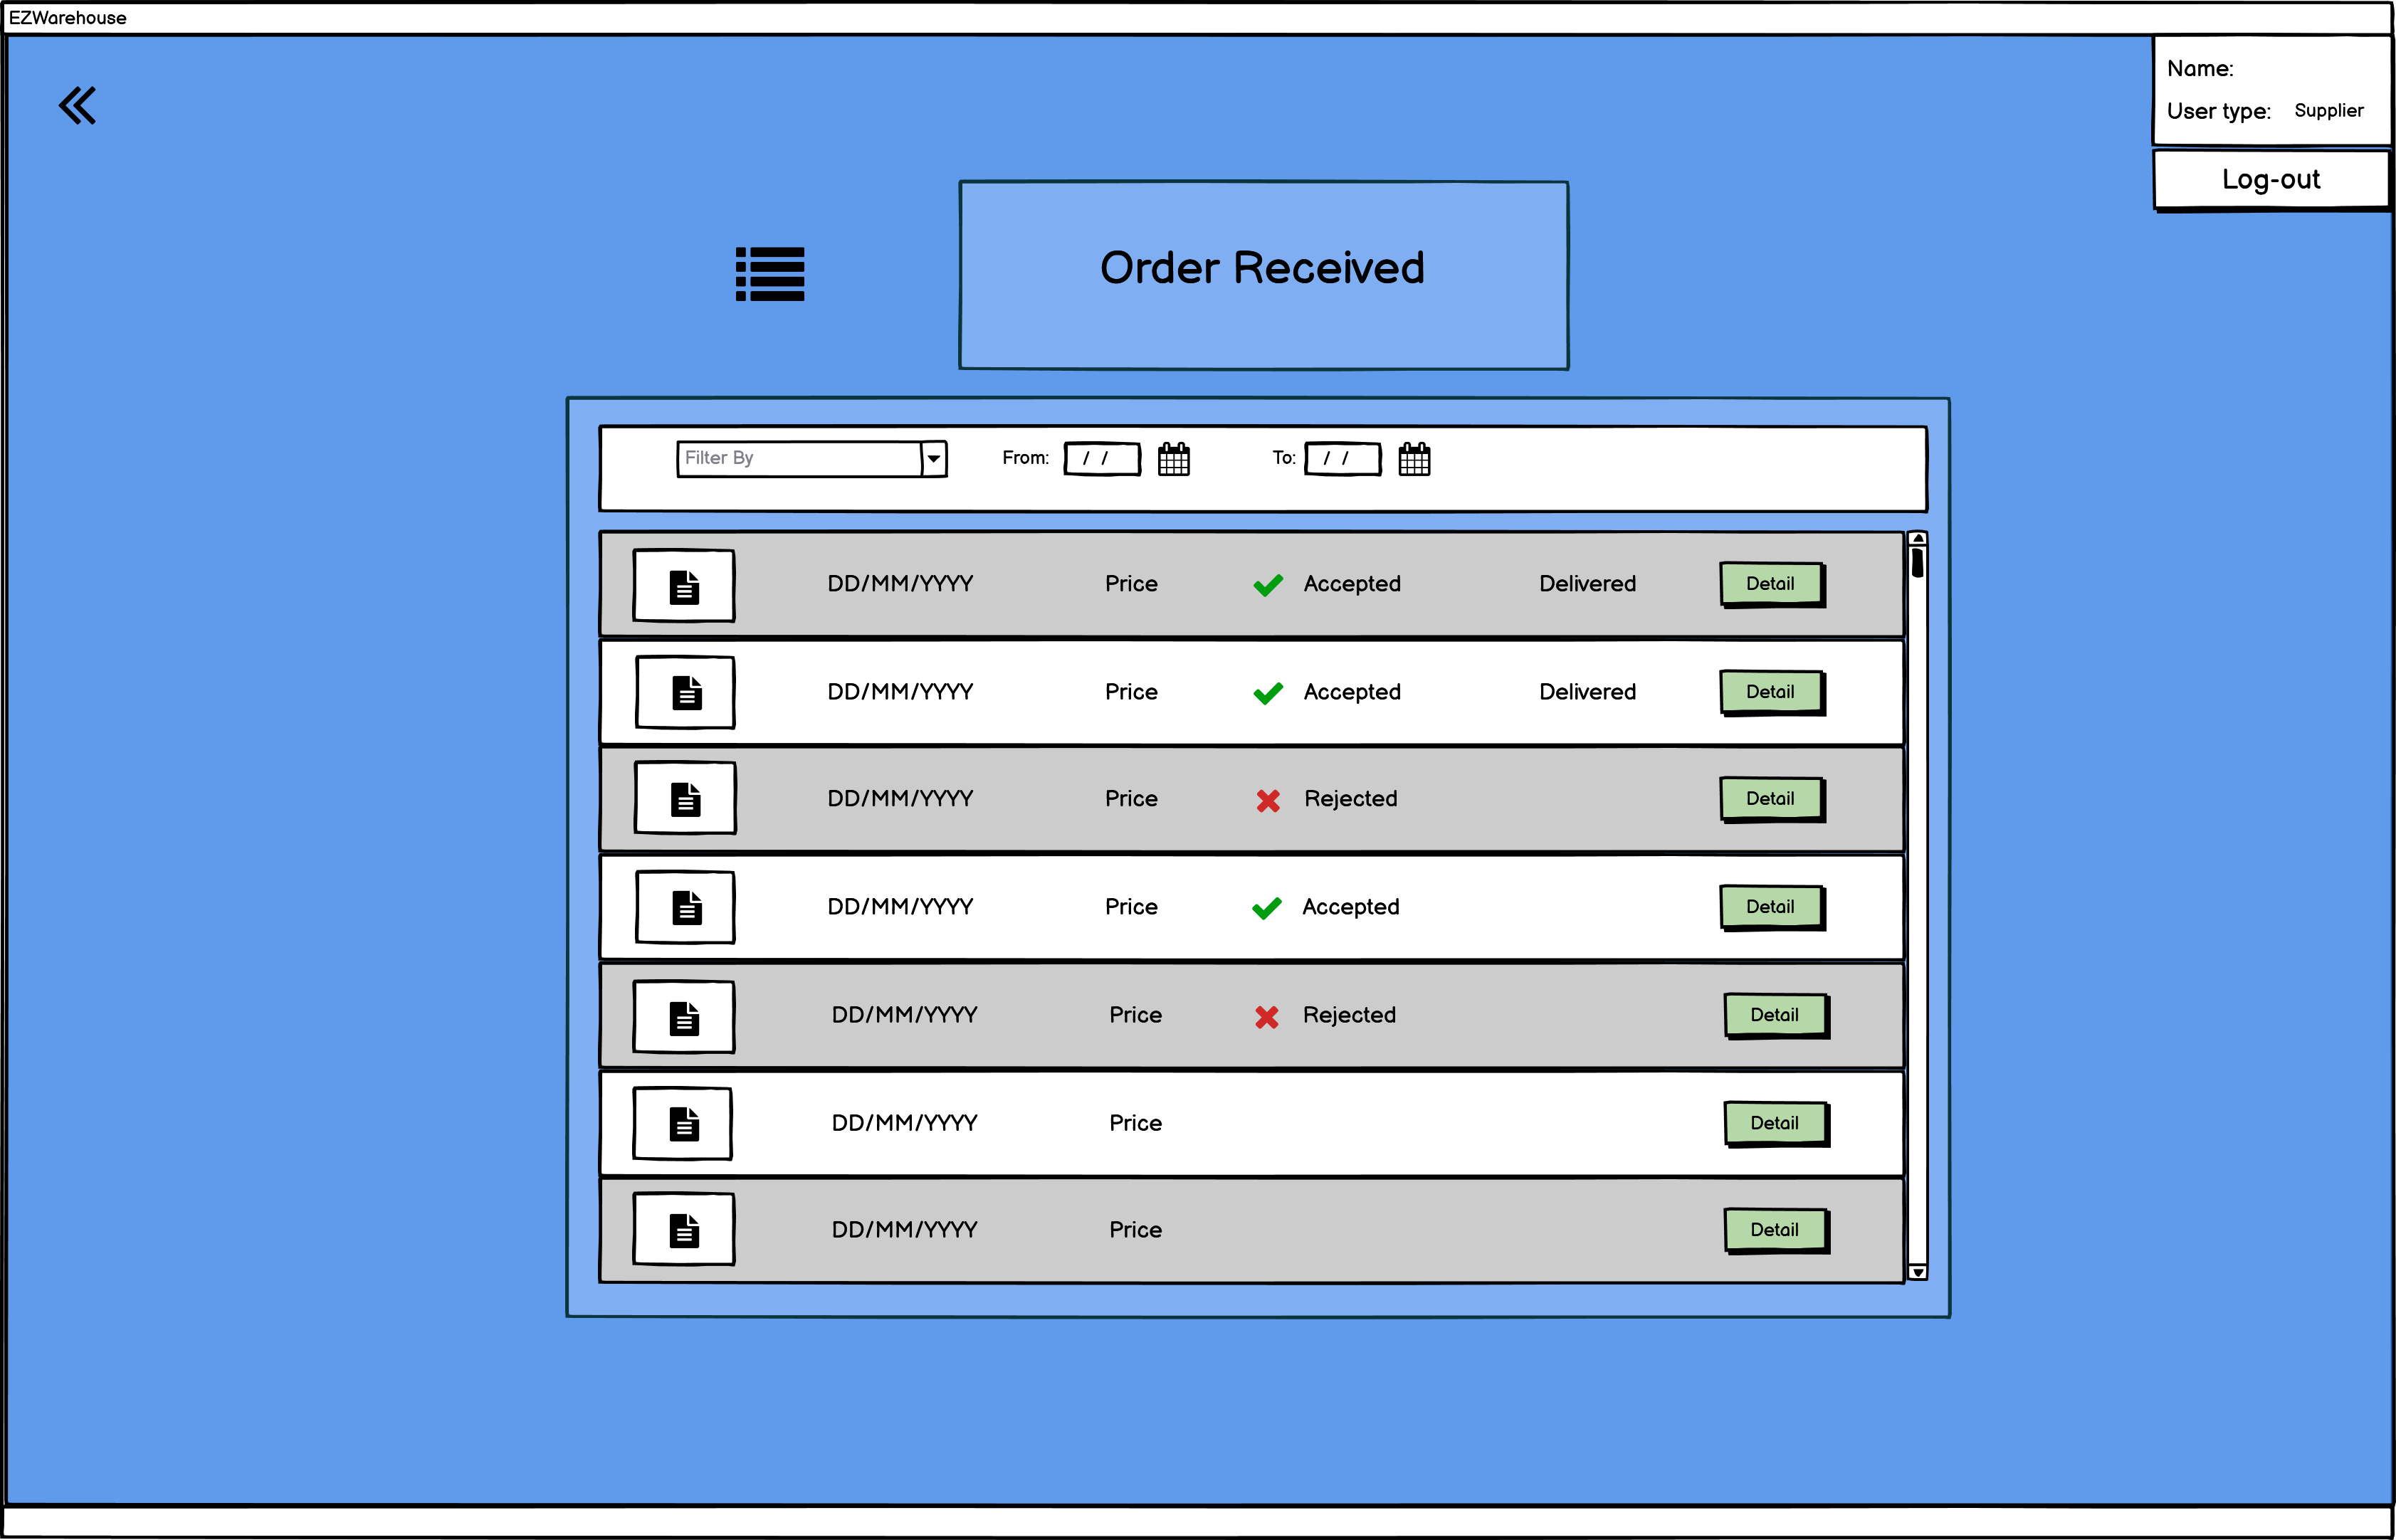 EZWarehouse
Name:
User type: Supplier
Log-out
Order Received
Filter By From: / / To: / /
DD/MM/YYYY Price Accepted Delivered Detail
DD/MM/YYYY Price Accepted Delivered Detail
DD/MM/YYYY Price Rejected Detail
DD/MM/YYYY Price Accepted Detail
DD/MM/YYYY Price Rejected Detail
DD/MM/YYYY Price Detail
DD/MM/YYYY Price Detail